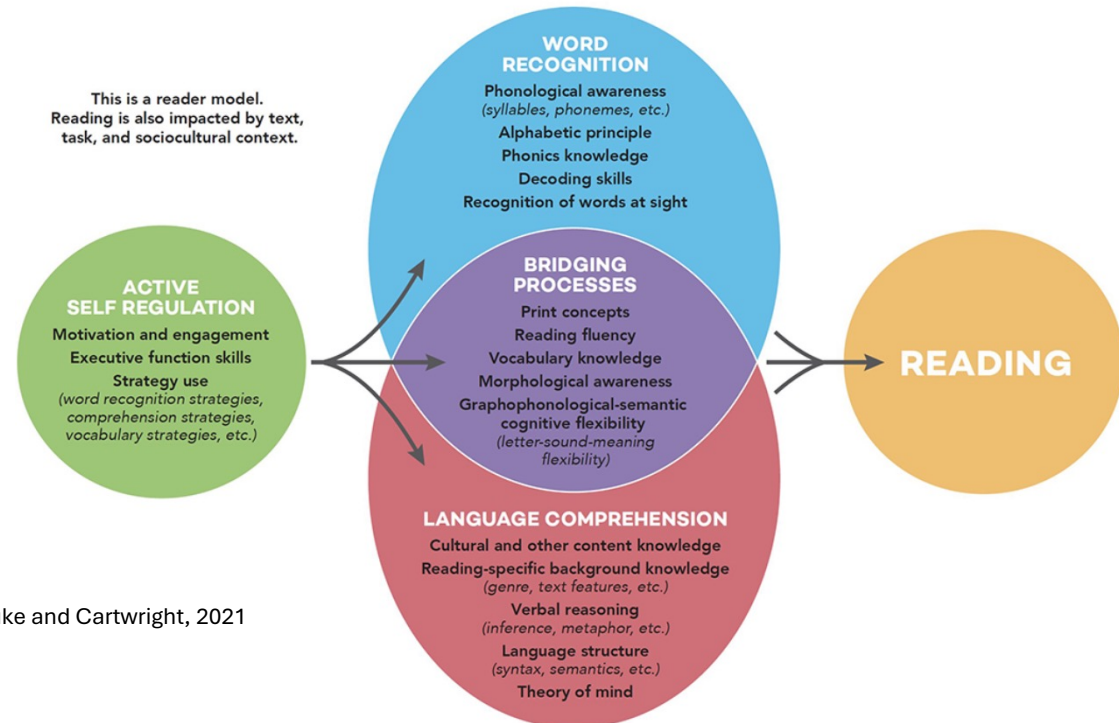 This is a reader model.
Reading is also impacted by text,
task, and sociocultural context.
ACTIVE
SELF REGULATION
Motivation and engagement
Executive function skills
Strategy use
(word recognition strategies,
comprehension strategies,
vocabulary strategies, etc.)
WORD
RECOGNITION
Phonological awareness
(syllables, phonemes, etc.)
Alphabetic principle
Phonics knowledge
Decoding skills
Recognition of words at sight
BRIDGING
PROCESSES
Print concepts
Reading fluency
Vocabulary knowledge
Morphological awareness
Graphophonological-semantic
cognitive flexibility
(letter-sound-meaning
flexibility)
LANGUAGE COMPREHENSION
Cultural and other content knowledge
Reading-specific background knowledge
(genre, text features, etc.)
Verbal reasoning
(inference, metaphor, etc.)
Language structure
(syntax, semantics, etc.)
Theory of mind
READING
and Cartwright, 2021